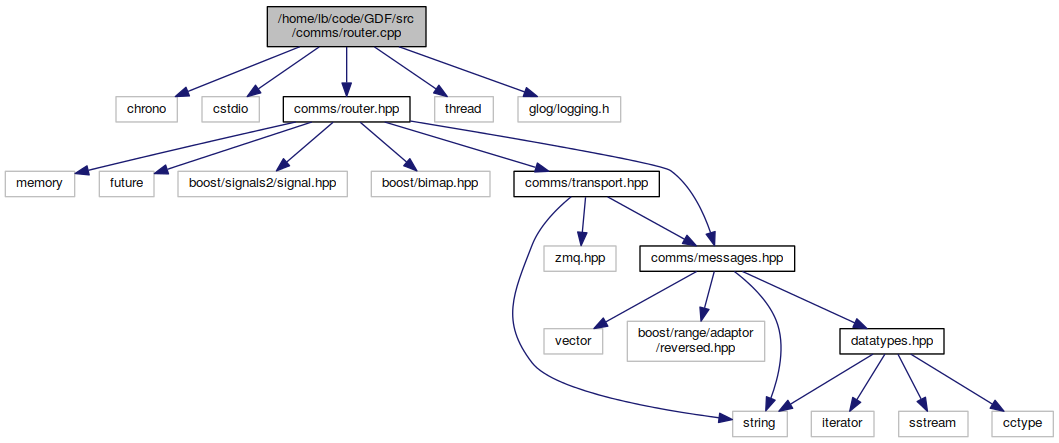 /home/lb/code/GDF/src
/comms/router.cpp
chrono
cstdio
comms/router.hpp
thread
glog/logging.h
memory
future
boost/signals2/signal.hpp
boost/bimap.hpp
comms/transport.hpp
zmq.hpp
comms/messages.hpp
vector
boost/range/adaptor
/reversed.hpp
datatypes.hpp
string
iterator
sstream
cctype